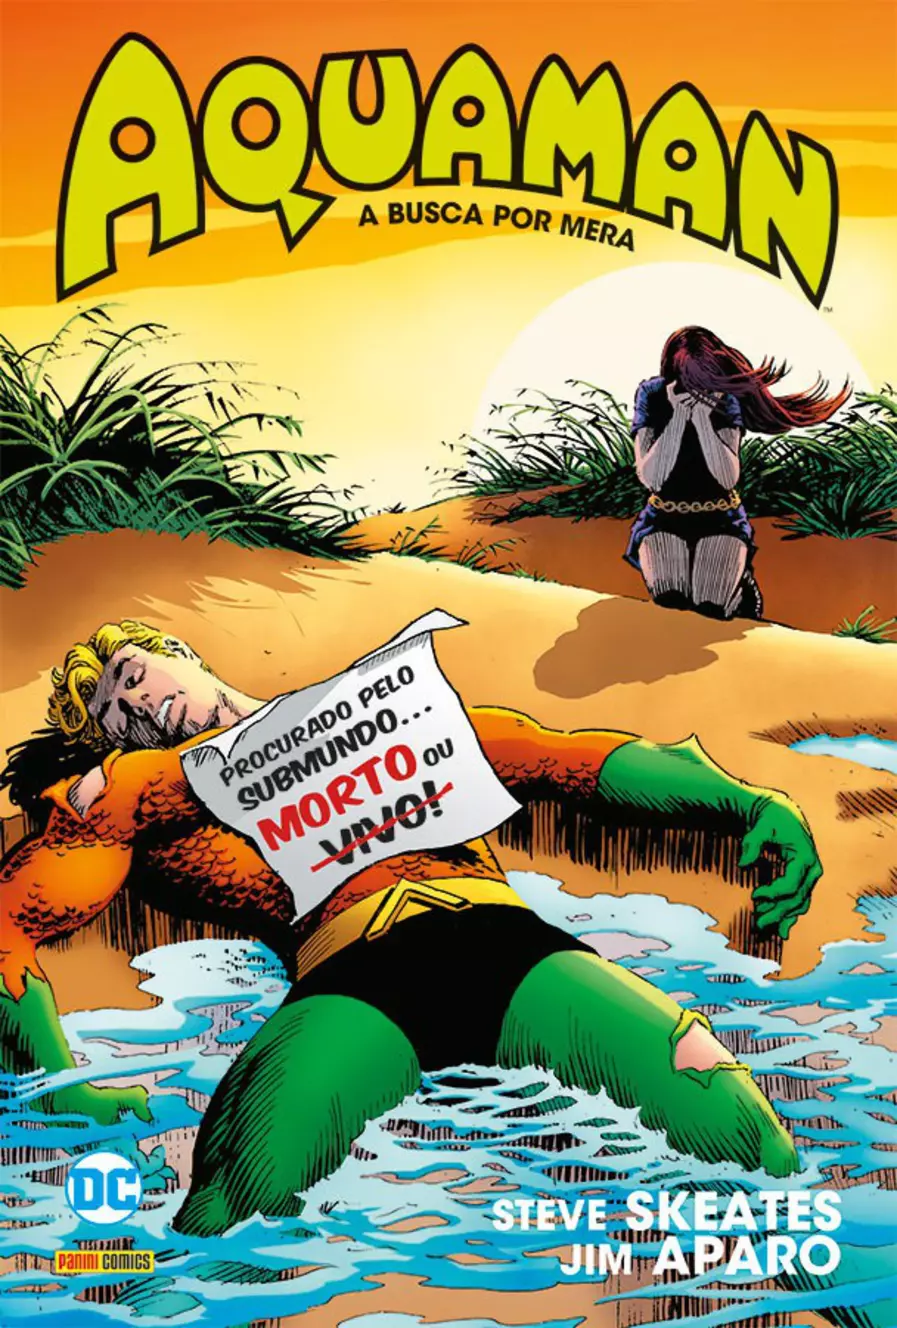 AQUAMAN
A BUSCA POR MERA
TM
PROCURADO PELO
SUBMUNDO...
MORTO OU
VIVO!
DC
STEVE SKEATES
JIM APARO
PANINI COMICS